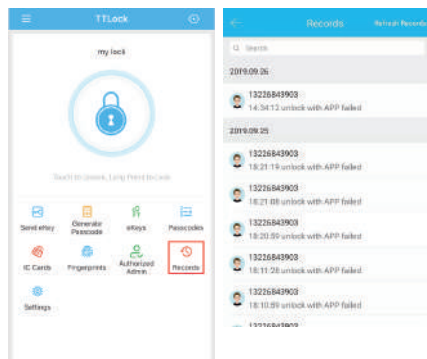 TTLock
my lock
Touch to Unlock, Long Press to Lock
Send eKey
Generate Passcode
eKeys
Passcodes
IC Cards
Fingerprints
Authorized Admin
Records
Settings
Records
Refresh Records
Search
2019.09.26
13226843903
14:34:12 unlock with APP failed
2019.09.25
13226843903
18:21:19 unlock with APP failed
13226843903
18:21:08 unlock with APP failed
13226843903
18:20:59 unlock with APP failed
13226843903
18:11:28 unlock with APP failed
13226843903
18:10:59 unlock with APP failed
13226843903